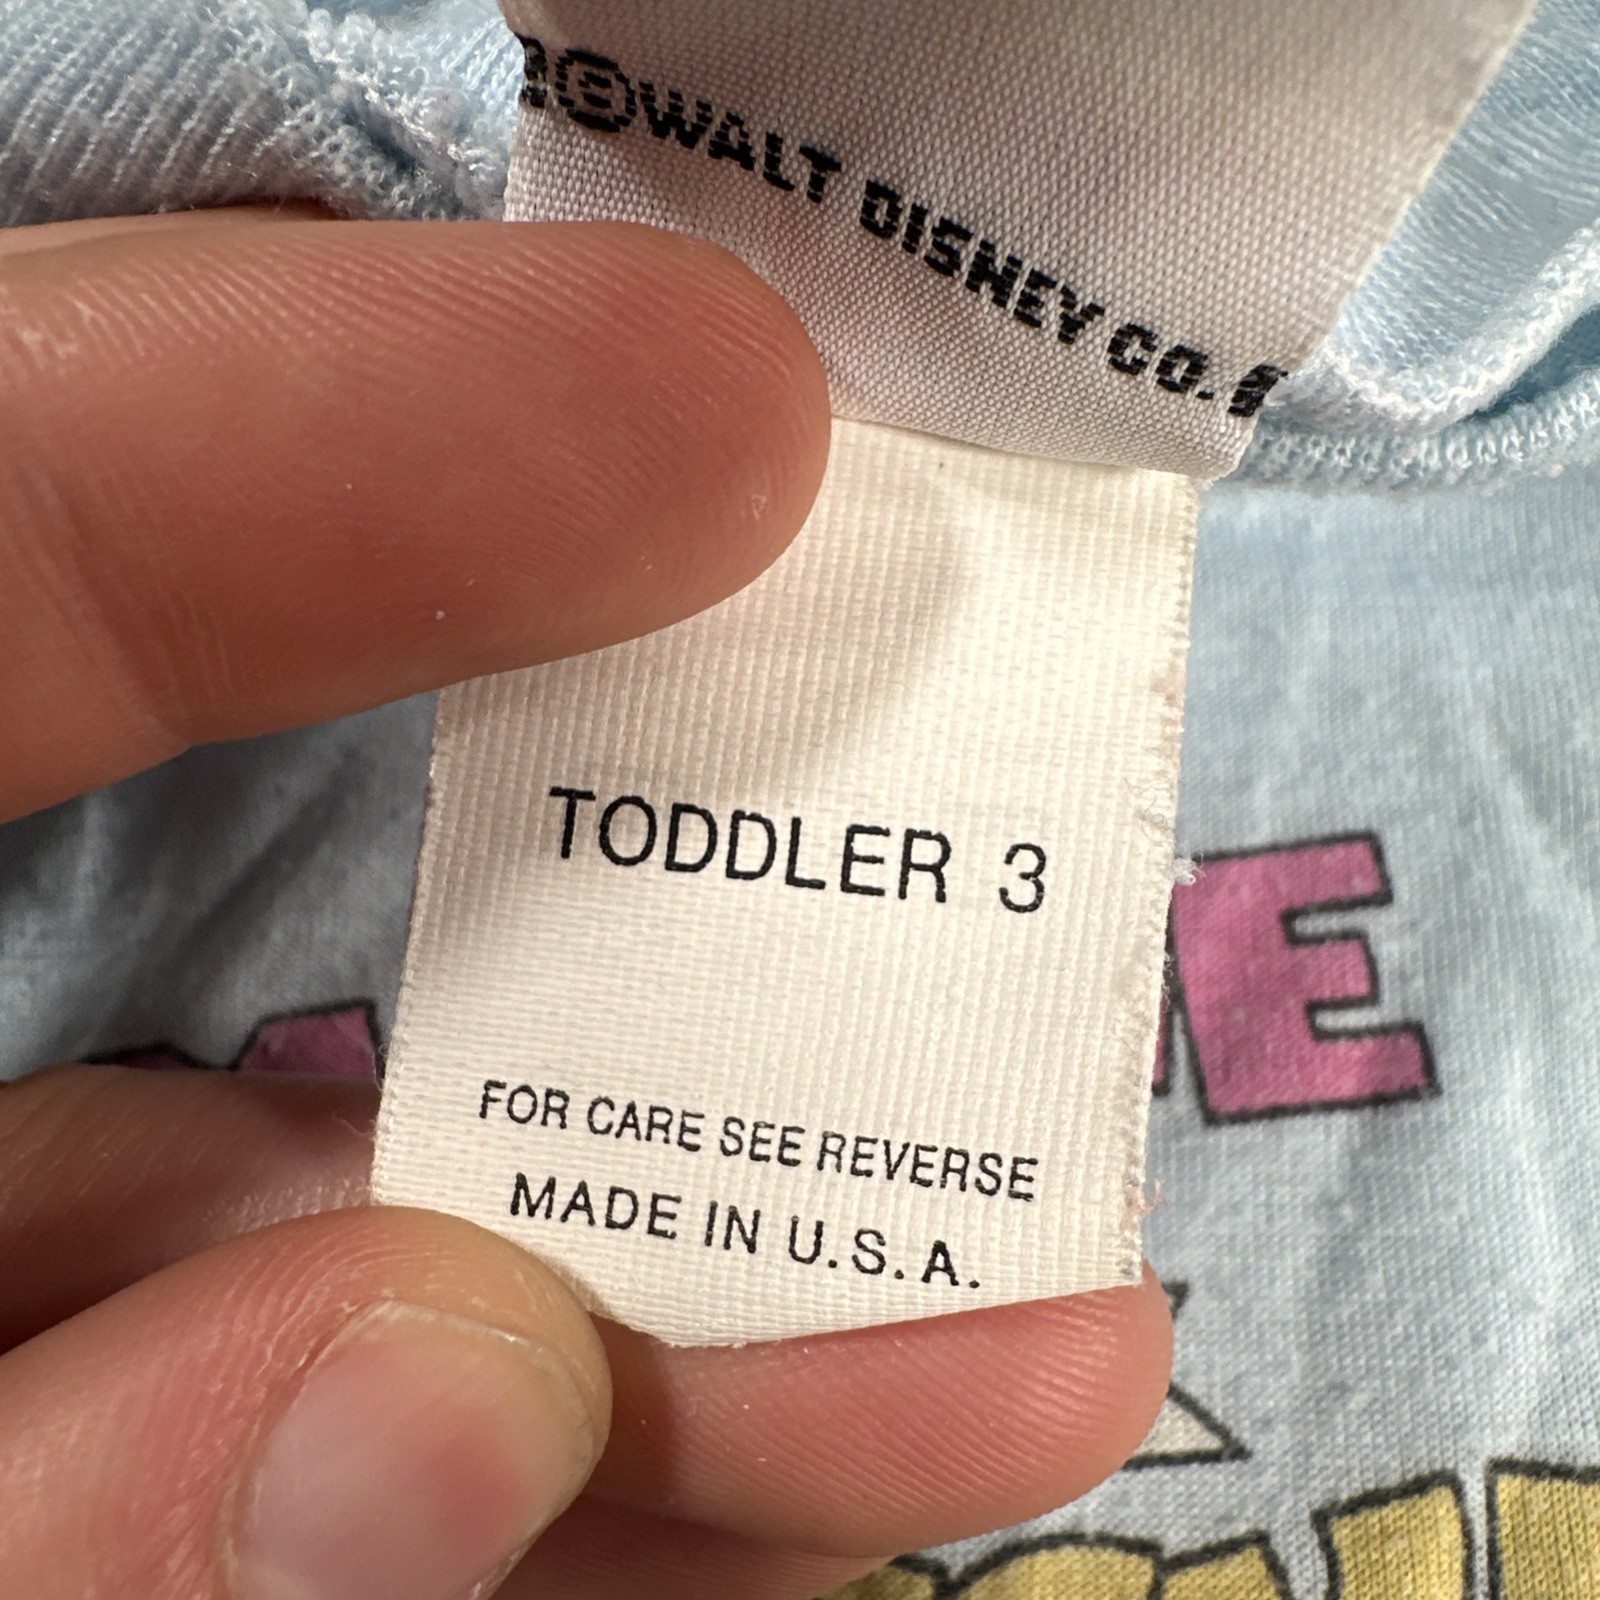 ©WALT DISNEY CO.
TODDLER 3
FOR CARE SEE REVERSE
MADE IN U.S.A.